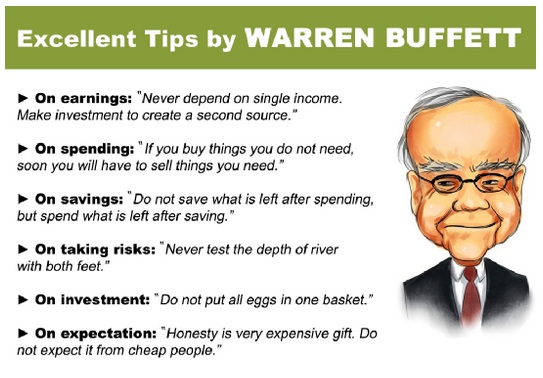 Excellent Tips by WARREN BUFFETT
► On earnings: "Never depend on single income.
Make investment to create a second source."
► On spending: "If you buy things you do not need,
soon you will have to sell things you need."
► On savings: "Do not save what is left after spending,
but spend what is left after saving."
► On taking risks: "Never test the depth of river
with both feet."
► On investment: "Do not put all eggs in one basket."
► On expectation: "Honesty is very expensive gift. Do
not expect it from cheap people."